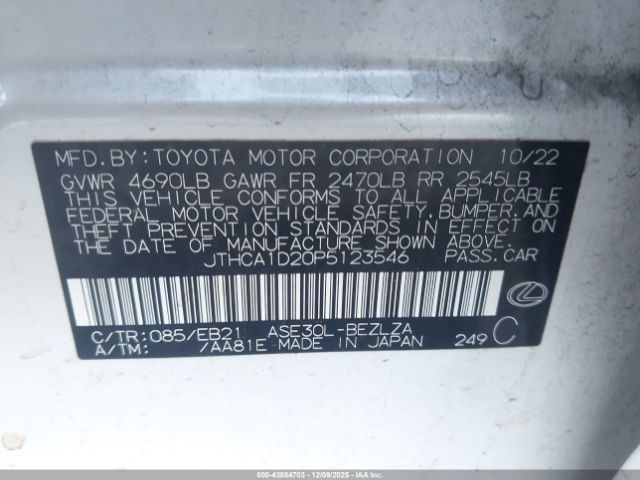 MFD.BY:TOYOTA MOTOR CORPORATION 10/22
GVWR 4690LB GAWR FR 2470LB RR 2545LB
THIS VEHICLE CONFORMS TO ALL APPLICABLE
FEDERAL MOTOR VEHICLE SAFETY,BUMPER,AND
THEFT PREVENTION STANDARDS IN EFFECT ON
THE DATE OF MANUFACTURE SHOWN ABOVE.
JTHCA1D20P5123546 PASS.CAR
C/TR:085/EB21 ASE30L-BEZLZA
A/TM: /AA81E MADE IN JAPAN 249 C
000-43884703 - 12/09/2025 - IAAI.COM